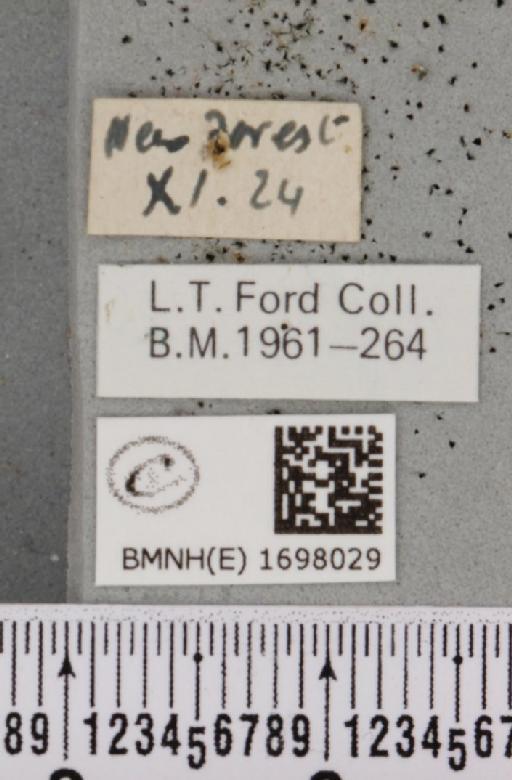 New Forest
XI. 24
L.T. Ford Coll.
B.M. 1961–264
BMNH(E) 1698029
89 123456789 1234567